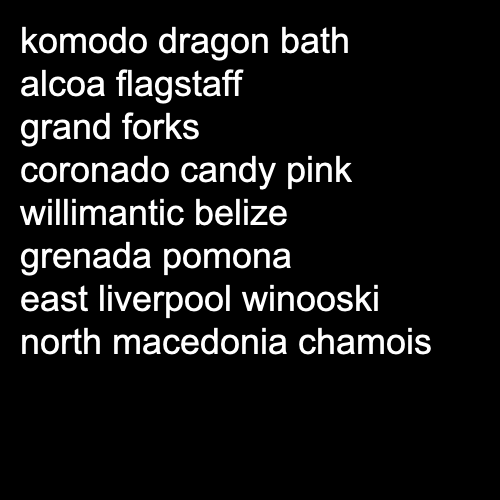 komodo dragon bath
alcoa flagstaff
grand forks
coronado candy pink
willimantic belize
grenada pomona
east liverpool winooski
north macedonia chamois